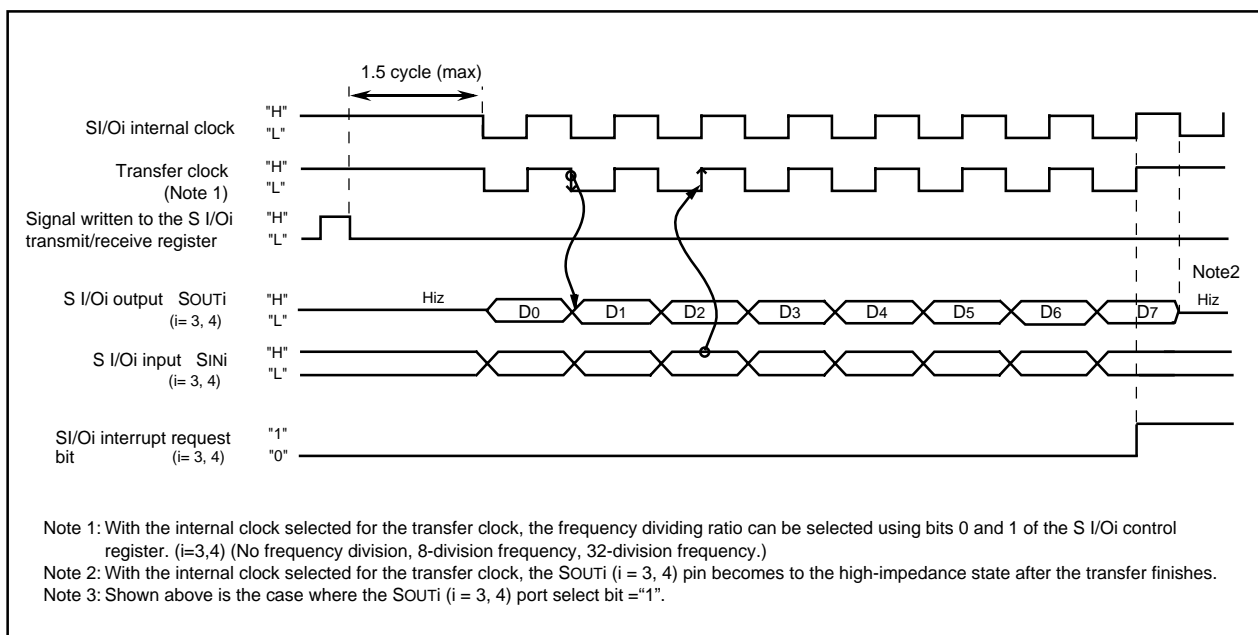 1.5 cycle (max)
SI/Oi internal clock
"H"
"L"
Transfer clock
(Note 1)
"H"
"L"
Signal written to the S I/Oi
transmit/receive register
"H"
"L"
Note2
S I/Oi output SOUTi
(i= 3, 4)
"H"
"L"
Hiz
D0
D1
D2
D3
D4
D5
D6
D7
Hiz
S I/Oi input SINi
(i= 3, 4)
"H"
"L"
SI/Oi interrupt request
bit (i= 3, 4)
"1"
"0"
Note 1: With the internal clock selected for the transfer clock, the frequency dividing ratio can be selected using bits 0 and 1 of the S I/Oi control
register. (i=3,4) (No frequency division, 8-division frequency, 32-division frequency.)
Note 2: With the internal clock selected for the transfer clock, the SOUTi (i = 3, 4) pin becomes to the high-impedance state after the transfer finishes.
Note 3: Shown above is the case where the SOUTi (i = 3, 4) port select bit =“1”.